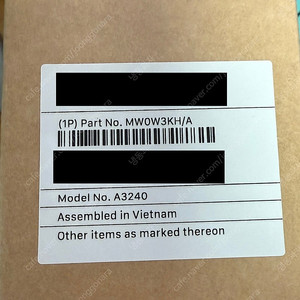 (1P) Part No. MW0W3KH/A
Model No. A3240
Assembled in Vietnam
Other items as marked thereon